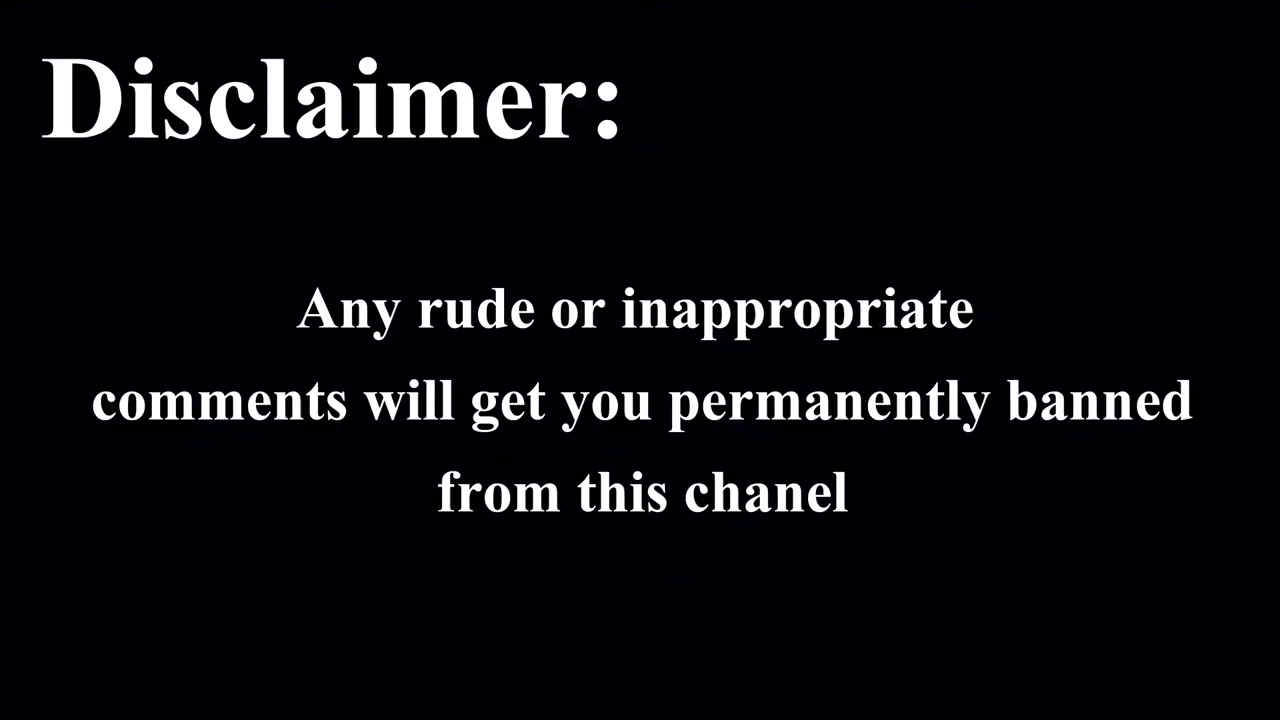 Disclaimer:
Any rude or inappropriate
comments will get you permanently banned
from this chanel